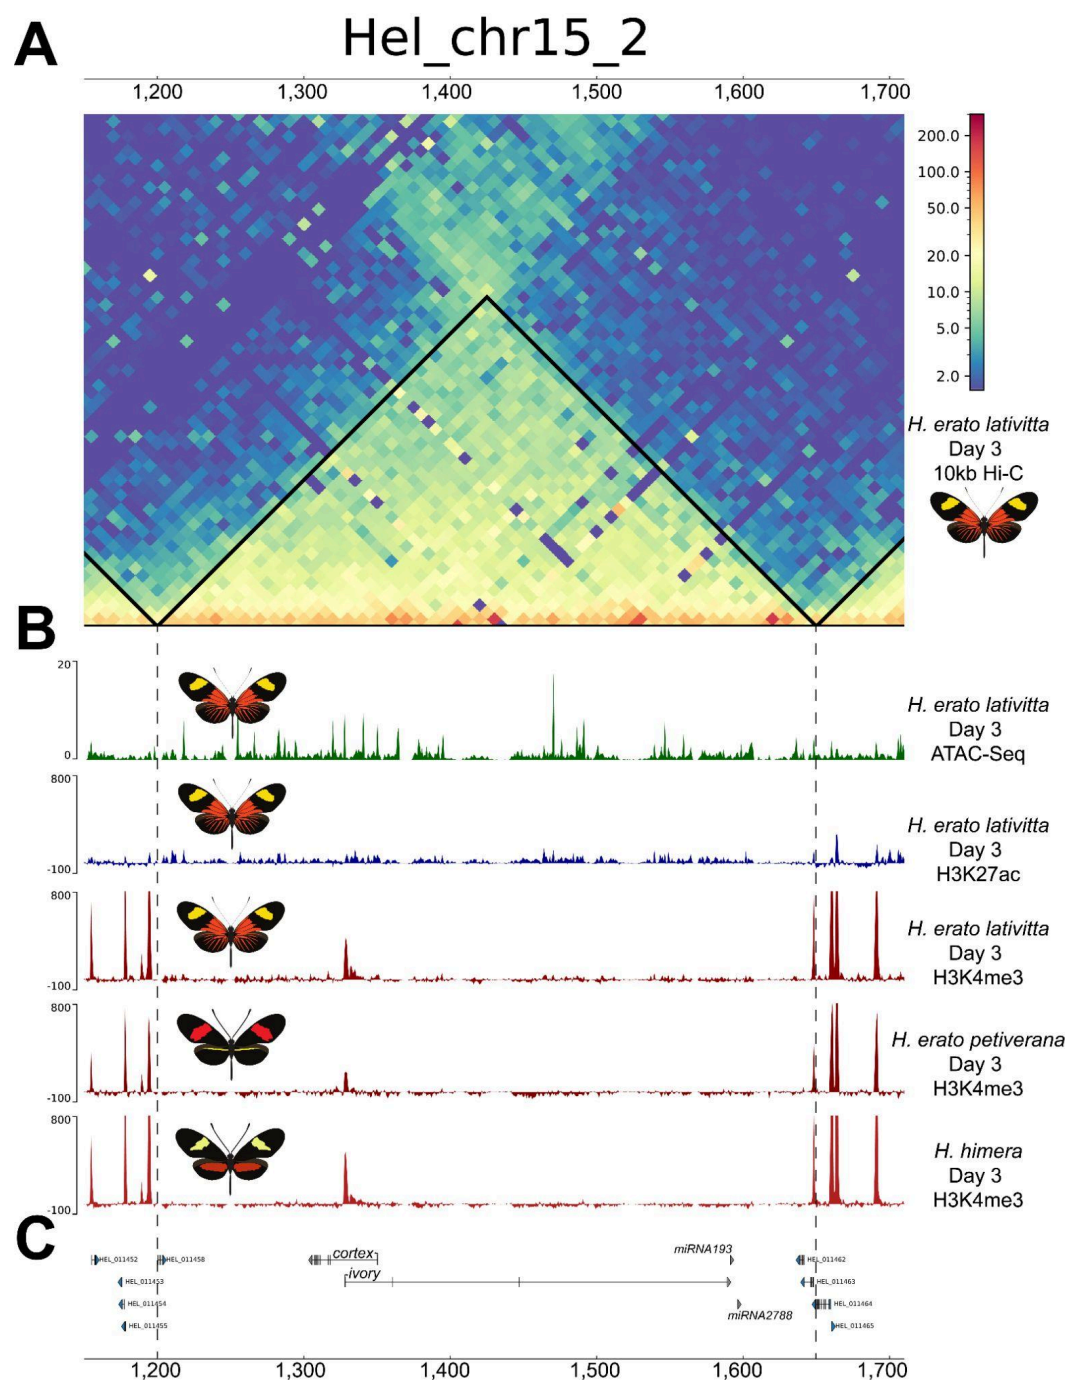 A
Hel_chr15_2
1,200 1,300 1,400 1,500 1,600 1,700
200.0
100.0
50.0
20.0
10.0
5.0
2.0
H. erato lativitta
Day 3
10kb Hi-C
B
20
0
H. erato lativitta
Day 3
ATAC-Seq
800
-100
H. erato lativitta
Day 3
H3K27ac
800
-100
H. erato lativitta
Day 3
H3K4me3
800
-100
H. erato petiverana
Day 3
H3K4me3
800
-100
H. himera
Day 3
H3K4me3
C
HEL_011452 HEL_011458 cortex miRNA193 HEL_011462
HEL_011453 ivory HEL_011463
HEL_011454 miRNA2788 HEL_011464
HEL_011455 HEL_011465
1,200 1,300 1,400 1,500 1,600 1,700